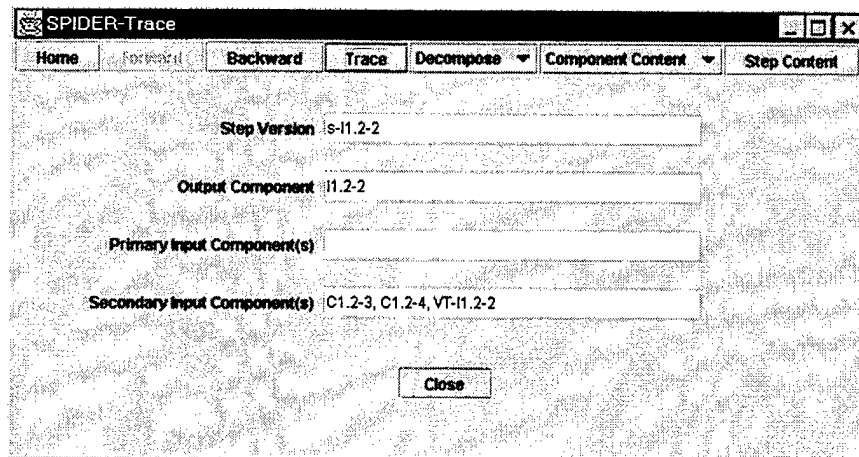 SPIDER-Trace
Home Forward Backward Trace Decompose Component Content Step Content
Step Version s-I1.2-2
Output Component I1.2-2
Primary Input Component(s)
Secondary Input Component(s) C1.2-3, C1.2-4, VT-I1.2-2
Close